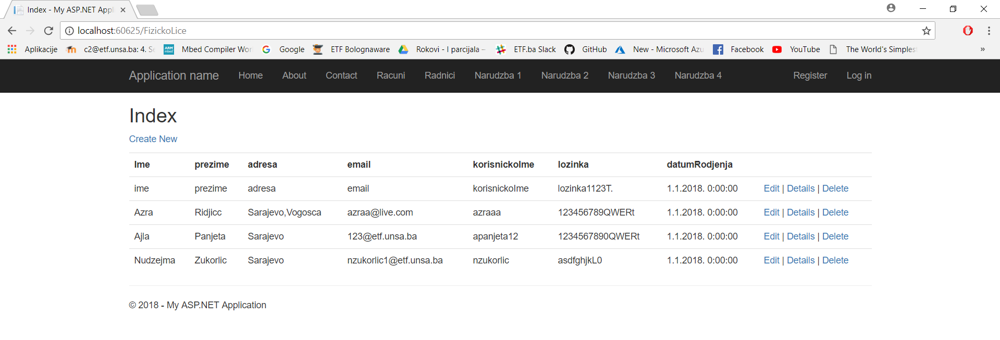 Index - My ASP.NET Appl
localhost:60625/FizickoLice
Aplikacije c2@etf.unsa.ba: 4. Se Mbed Compiler Wor Google ETF Bolognaware Rokovi - I parcijala – ETF.ba Slack GitHub New - Microsoft Azu Facebook YouTube The World's Simples »
Application name Home About Contact Racuni Radnici Narudzba 1 Narudzba 2 Narudzba 3 Narudzba 4 Register Log in
Index
Create New
Ime prezime adresa email korisnickoIme lozinka datumRodjenja
ime prezime adresa email korisnickoIme lozinka1123T. 1.1.2018. 0:00:00 Edit | Details | Delete
Azra Ridjicc Sarajevo,Vogosca azraa@live.com azraaa 123456789QWERt 1.1.2018. 0:00:00 Edit | Details | Delete
Ajla Panjeta Sarajevo 123@etf.unsa.ba apanjeta12 1234567890QWERt 1.1.2018. 0:00:00 Edit | Details | Delete
Nudzejma Zukorlic Sarajevo nzukorlic1@etf.unsa.ba nzukorlic asdfghjkL0 1.1.2018. 0:00:00 Edit | Details | Delete
© 2018 - My ASP.NET Application